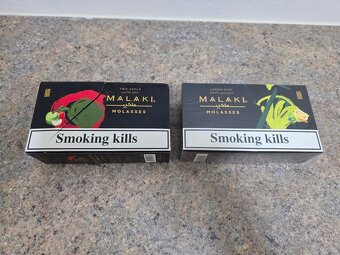 TWO APPLE
MALAKI
MOLASSES
Smoking kills
LEMON MINT
MALAKI
MOLASSES
Smoking kills